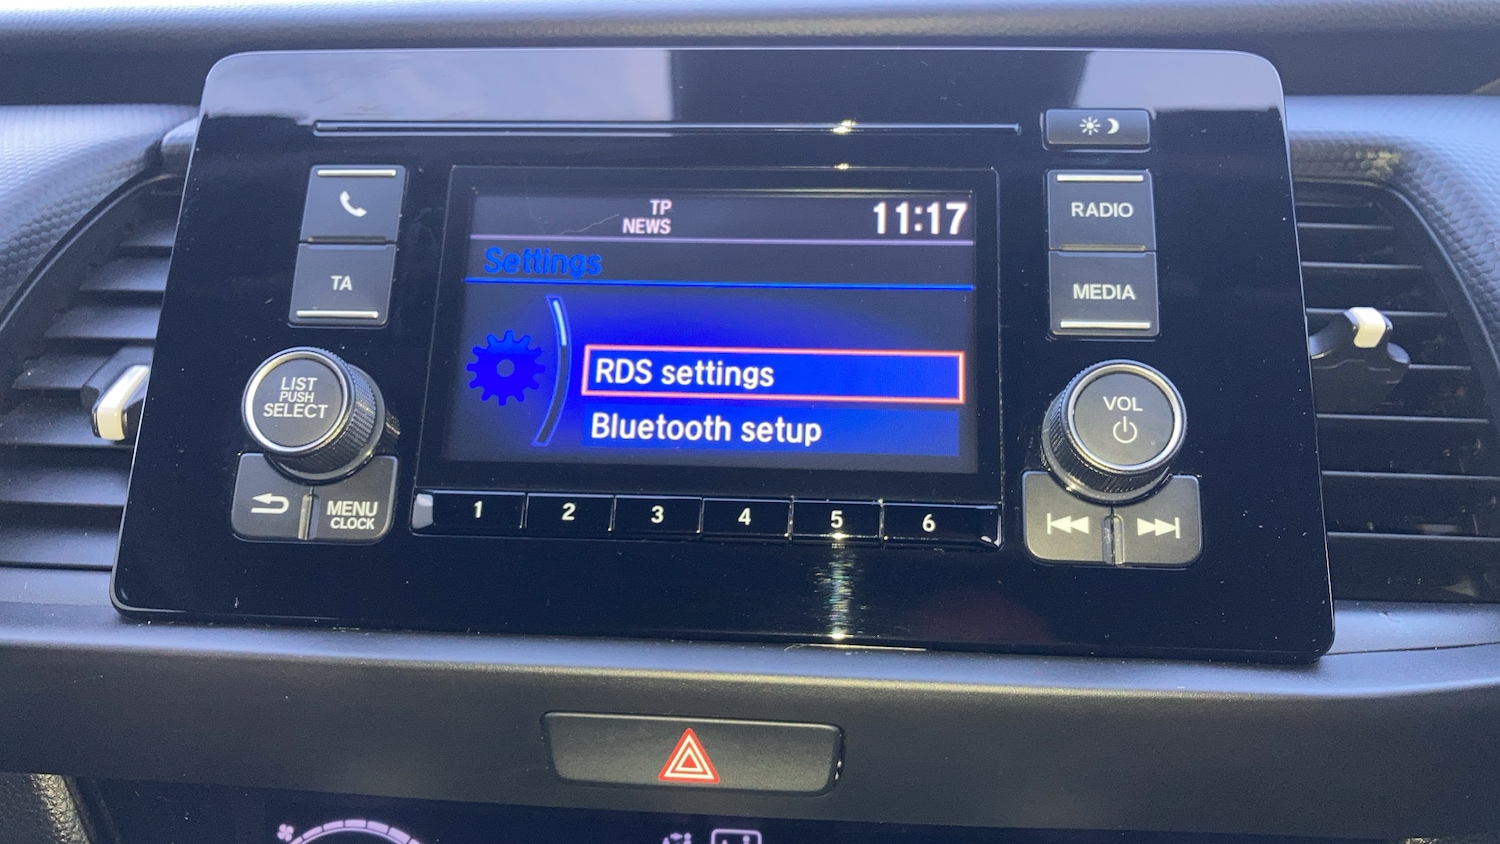 TP
NEWS
11:17
Settings
RDS settings
Bluetooth setup
TA
LIST
PUSH
SELECT
MENU
CLOCK
1 2 3 4 5 6
RADIO
MEDIA
VOL